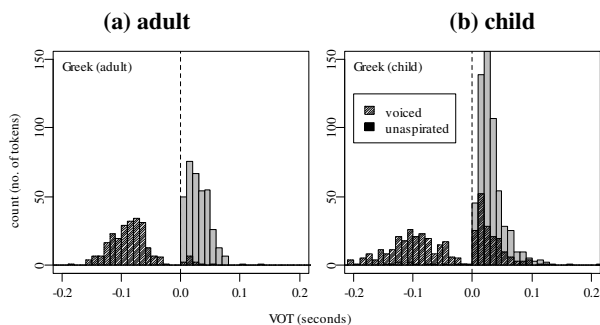 (a) adult
(b) child
count (no. of tokens)
0 50 100 150
Greek (adult)
-0.2 -0.1 0.0 0.1 0.2
0 50 100 150
Greek (child)
voiced
unaspirated
-0.2 -0.1 0.0 0.1 0.2
VOT (seconds)